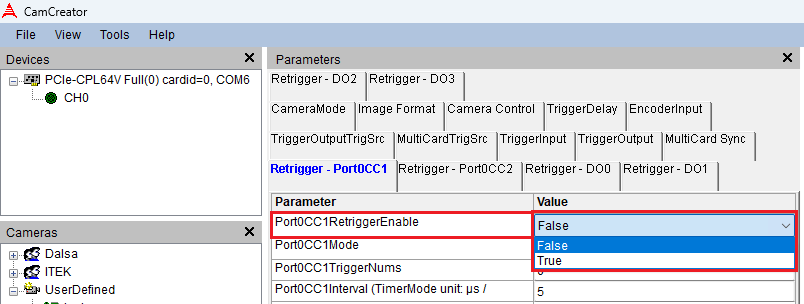 CamCreator
File View Tools Help
Devices
PCIe-CPL64V Full(0) cardid=0, COM6
CH0
Cameras
Dalsa
ITEK
UserDefined
Parameters
Retrigger - DO2 Retrigger - DO3
CameraMode Image Format Camera Control TriggerDelay EncoderInput
TriggerOutputTrigSrc MultiCardTrigSrc TriggerInput TriggerOutput MultiCard Sync
Retrigger - Port0CC1 Retrigger - Port0CC2 Retrigger - DO0 Retrigger - DO1
Parameter Value
Port0CC1RetriggerEnable False
Port0CC1Mode False
True
Port0CC1TriggerNums
Port0CC1Interval (TimerMode unit: µs / 5